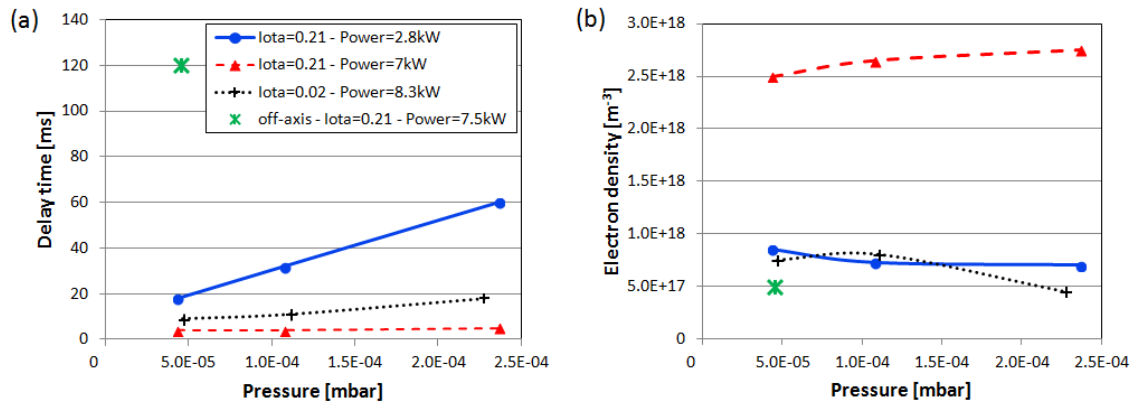 (a)
140
120
100
80
60
40
20
0
Delay time [ms]
Iota=0.21 - Power=2.8kW
Iota=0.21 - Power=7kW
Iota=0.02 - Power=8.3kW
off-axis - Iota=0.21 - Power=7.5kW
0 5.0E-05 1.0E-04 1.5E-04 2.0E-04 2.5E-04
Pressure [mbar]
(b)
3.0E+18
2.5E+18
2.0E+18
1.5E+18
1.0E+18
5.0E+17
0
Electron density [m⁻³]
0 5.0E-05 1.0E-04 1.5E-04 2.0E-04 2.5E-04
Pressure [mbar]